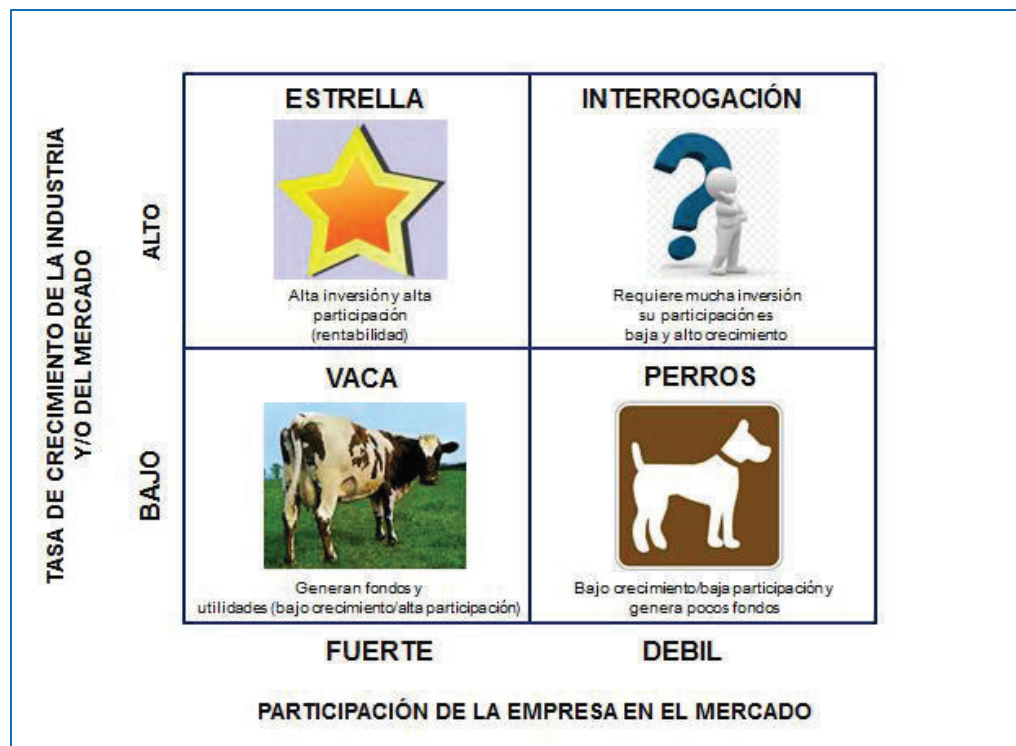 TASA DE CRECIMIENTO DE LA INDUSTRIA
Y/O DEL MERCADO
ALTO
ESTRELLA
Alta inversión y alta
participación
(rentabilidad)
INTERROGACIÓN
?
Requiere mucha inversión
su participación es
baja y alto crecimiento
BAJO
VACA
Generan fondos y
utilidades (bajo crecimiento/alta participación)
PERROS
Bajo crecimiento/baja participación y
genera pocos fondos
FUERTE
DEBIL
PARTICIPACIÓN DE LA EMPRESA EN EL MERCADO